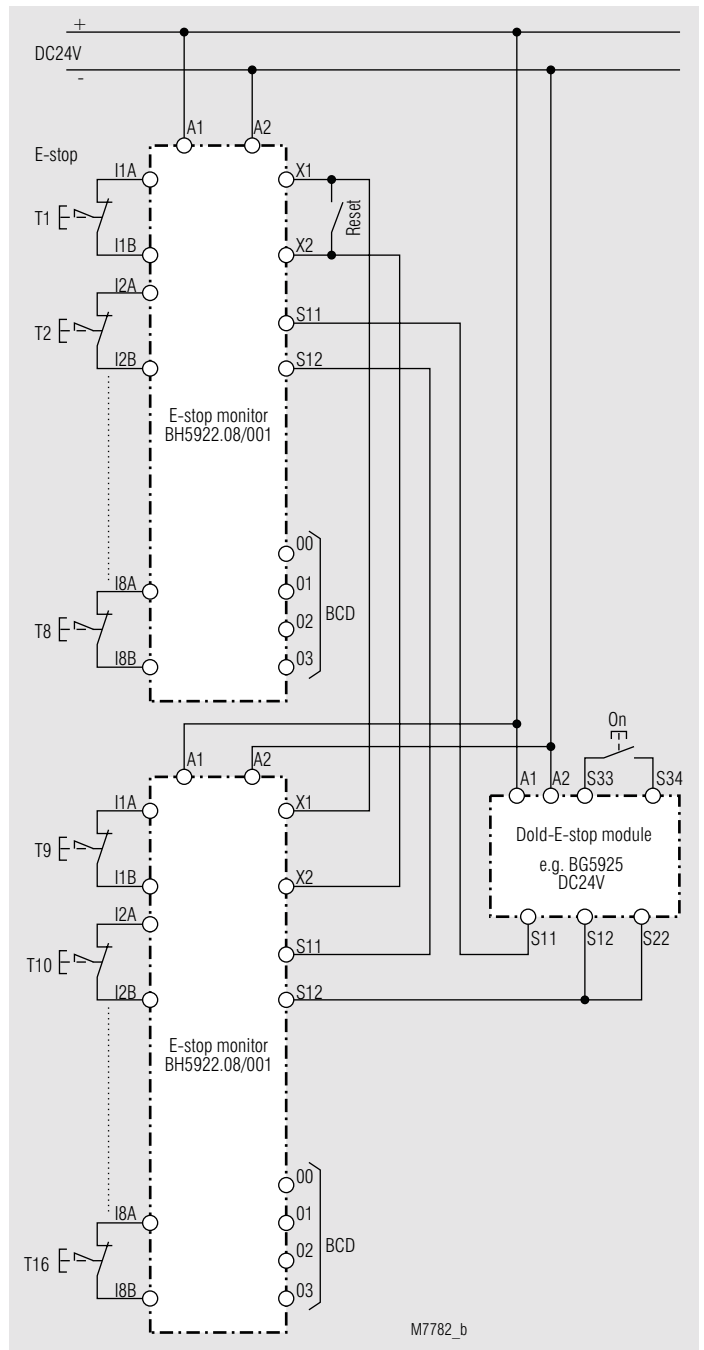 +
DC24V
-
A1
A2
E-stop
I1A
X1
T1
Reset
I1B
X2
I2A
S11
T2
I2B
S12
E-stop monitor
BH5922.08/001
00
I8A
01
BCD
T8
02
I8B
03
A1
A2
On
A1
A2
S33
S34
I1A
X1
T9
Dold-E-stop module
e.g. BG5925
DC24V
I1B
X2
I2A
S11
S12
S22
T10
S11
I2B
S12
E-stop monitor
BH5922.08/001
00
I8A
01
BCD
T16
02
I8B
03
M7782_b